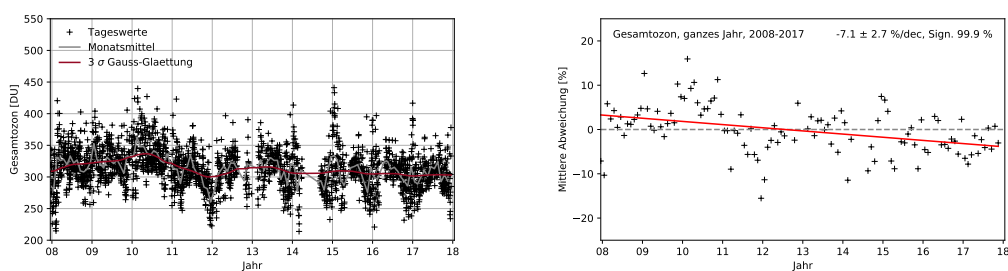 550
500
450
400
350
300
250
200
Gesamtozon [DU]
Tageswerte
Monatsmittel
3 σ Gauss-Glaettung
08 09 10 11 12 13 14 15 16 17 18
Jahr
20
10
0
−10
−20
Mittlere Abweichung [%]
Gesamtozon, ganzes Jahr, 2008-2017 -7.1 ± 2.7 %/dec, Sign. 99.9 %
08 09 10 11 12 13 14 15 16 17 18
Jahr